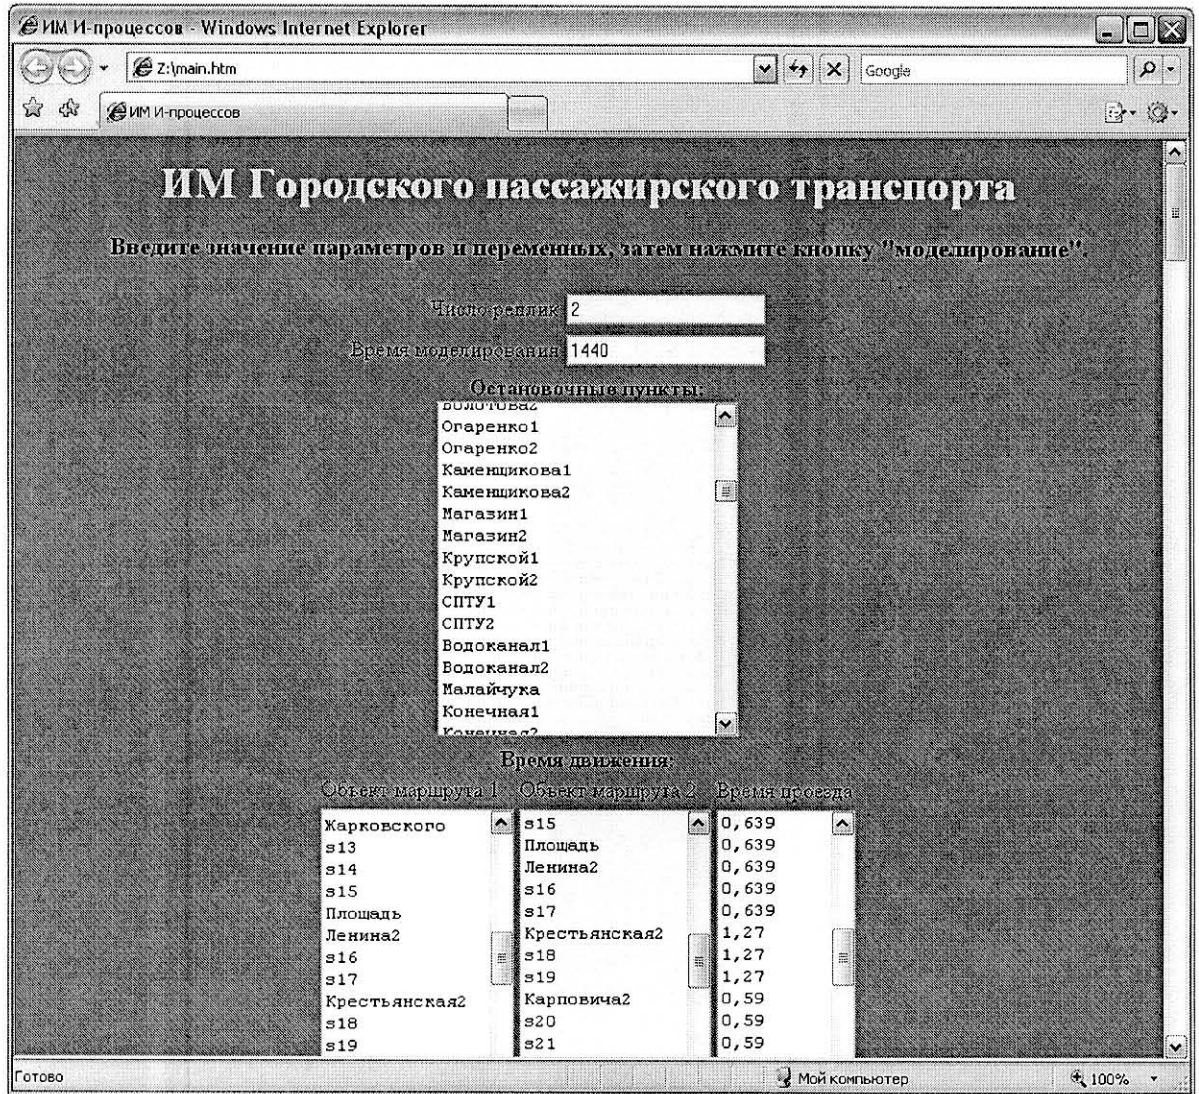 ИМ И-процессов - Windows Internet Explorer
Z:\main.htm
Google
ИМ И-процессов
ИМ Городского пассажирского транспорта
Введите значение параметров и переменных, затем нажмите кнопку "моделирование".
Число реплик 2
Время моделирования 1440
Остановочные пункты:
Болотова2
Огаренко1
Огаренко2
Каменщикова1
Каменщикова2
Магазин1
Магазин2
Крупской1
Крупской2
СПТУ1
СПТУ2
Водоканал1
Водоканал2
Малайчука
Конечная1
Конечная2
Время движения:
Объект маршрута 1 Объект маршрута 2 Время проезда
Жарковского s15 0,639
s13 Площадь 0,639
s14 Ленина2 0,639
s15 s16 0,639
Площадь s17 0,639
Ленина2 Крестьянская2 1,27
s16 s18 1,27
s17 s19 1,27
Крестьянская2 Карповича2 0,59
s18 s20 0,59
s19 s21 0,59
Готово
Мой компьютер
100%